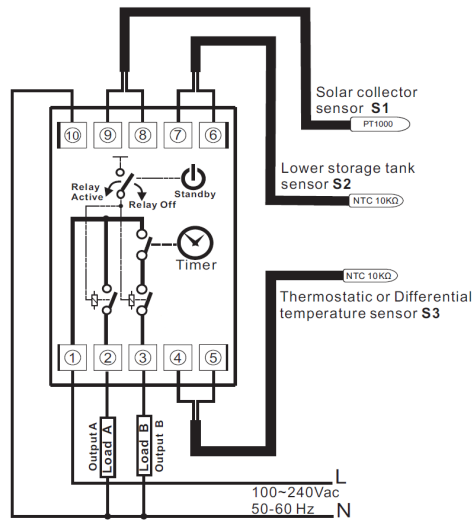 Solar collector
sensor S1
PT1000
⑩ ⑨ ⑧ ⑦ ⑥
Lower storage tank
sensor S2
NTC 10KΩ
Relay
Active
Relay Off
Standby
Timer
NTC 10KΩ
Thermostatic or Differential
temperature sensor S3
① ② ③ ④ ⑤
Output A
Load A
Load B
Output B
L
100~240Vac
50-60 Hz
N